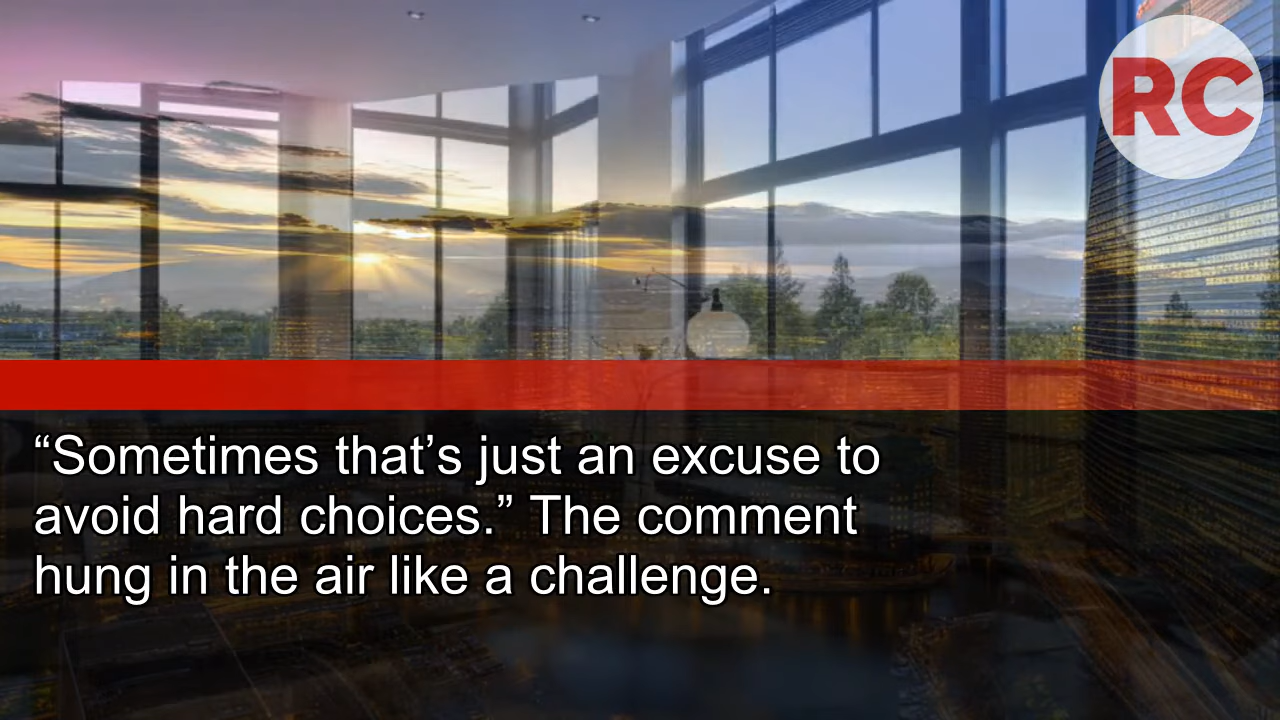 RC
“Sometimes that’s just an excuse to
avoid hard choices.” The comment
hung in the air like a challenge.